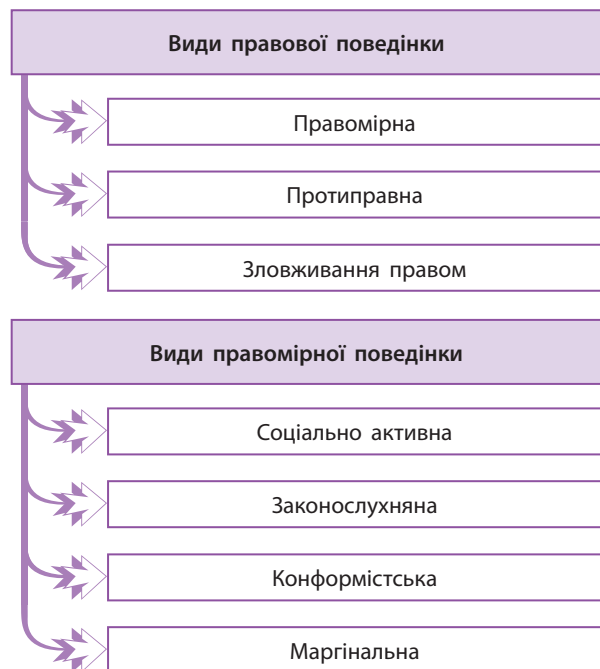 Види правової поведінки
Правомірна
Протиправна
Зловживання правом
Види правомірної поведінки
Соціально активна
Законослухняна
Конформістська
Маргінальна